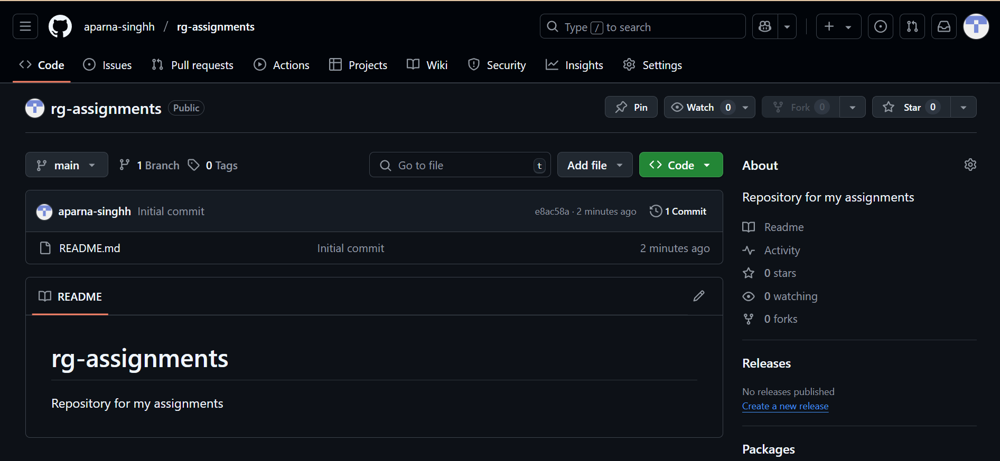 aparna-singhh / rg-assignments
Type / to search
Code Issues Pull requests Actions Projects Wiki Security Insights Settings
rg-assignments Public
Pin Watch 0 Fork 0 Star 0
main 1 Branch 0 Tags
Go to file t Add file Code
aparna-singhh Initial commit e8ac58a · 2 minutes ago 1 Commit
README.md Initial commit 2 minutes ago
README
rg-assignments
Repository for my assignments
About
Repository for my assignments
Readme
Activity
0 stars
0 watching
0 forks
Releases
No releases published
Create a new release
Packages